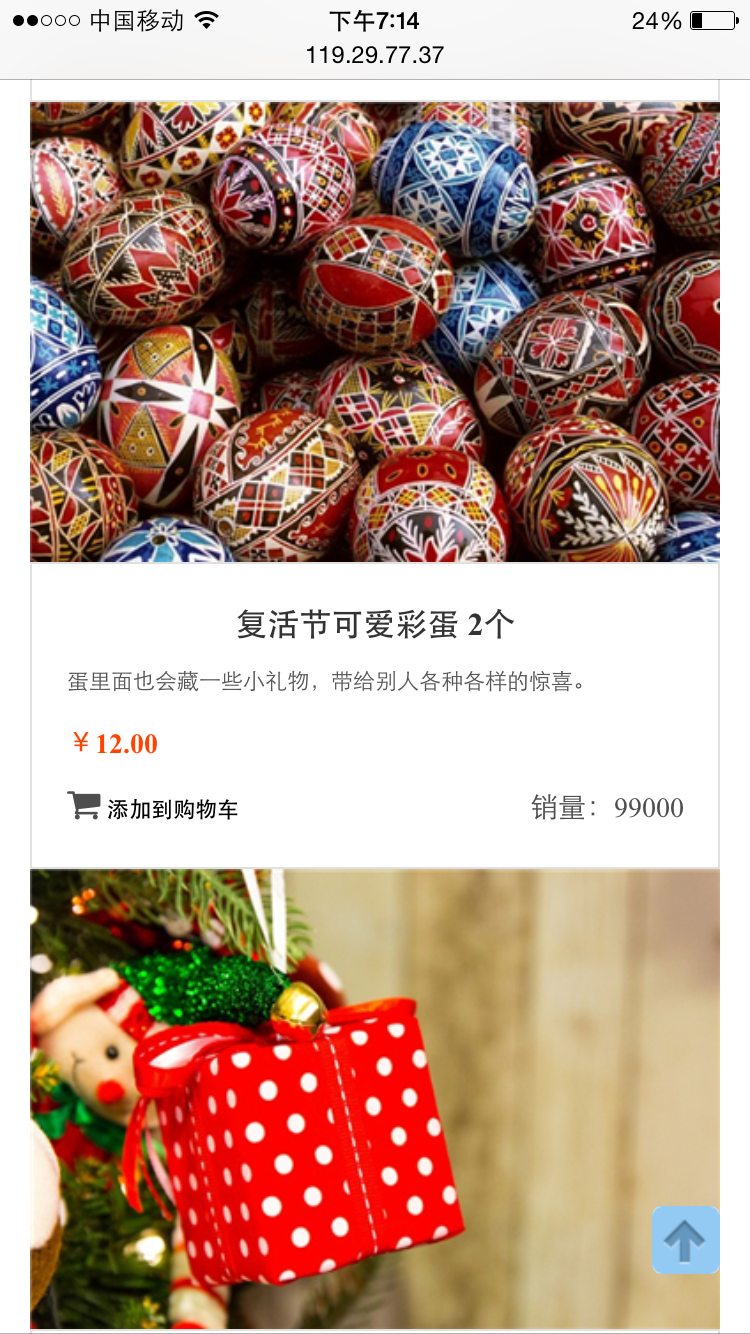 中国移动 下午7:14 24%
119.29.77.37
复活节可爱彩蛋 2个
蛋里面也会藏一些小礼物，带给别人各种各样的惊喜。
￥12.00
添加到购物车 销量：99000